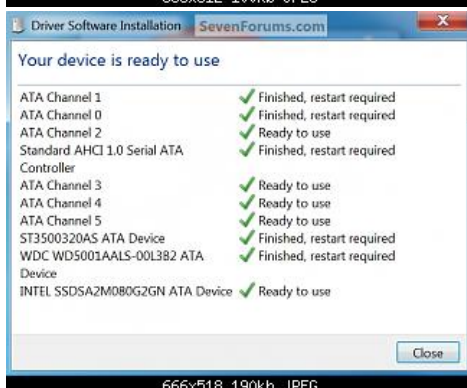 Driver Software Installation SevenForums.com
Your device is ready to use
ATA Channel 1 Finished, restart required
ATA Channel 0 Finished, restart required
ATA Channel 2 Ready to use
Standard AHCI 1.0 Serial ATA Finished, restart required
Controller
ATA Channel 3 Ready to use
ATA Channel 4 Ready to use
ATA Channel 5 Ready to use
ST3500320AS ATA Device Finished, restart required
WDC WD5001AALS-00L3B2 ATA Finished, restart required
Device
INTEL SSDSA2M080G2GN ATA Device Ready to use
Close
666x518 190kb JPEG